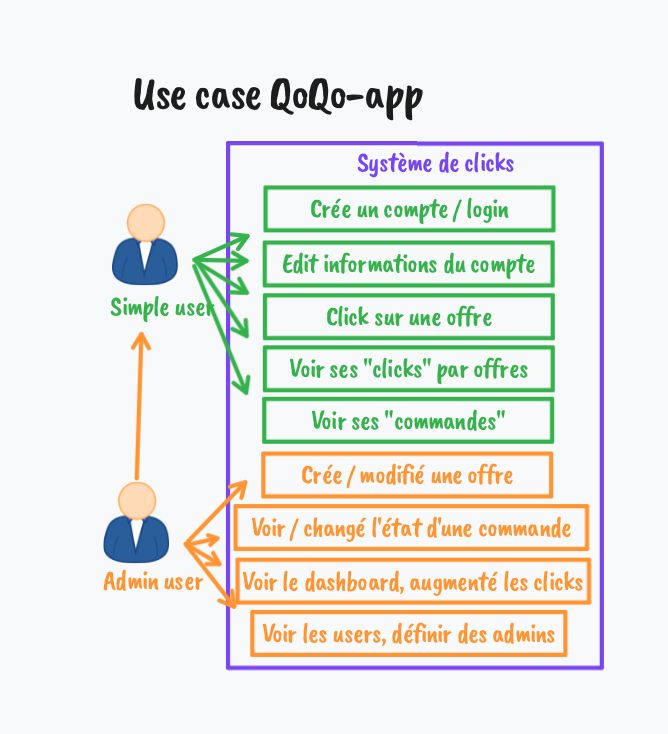 Use case QoQo-app
Système de clicks
Crée un compte / login
Edit informations du compte
Simple user
Click sur une offre
Voir ses "clicks" par offres
Voir ses "commandes"
Crée / modifié une offre
Voir / changé l'état d'une commande
Admin user
Voir le dashboard, augmenté les clicks
Voir les users, définir des admins